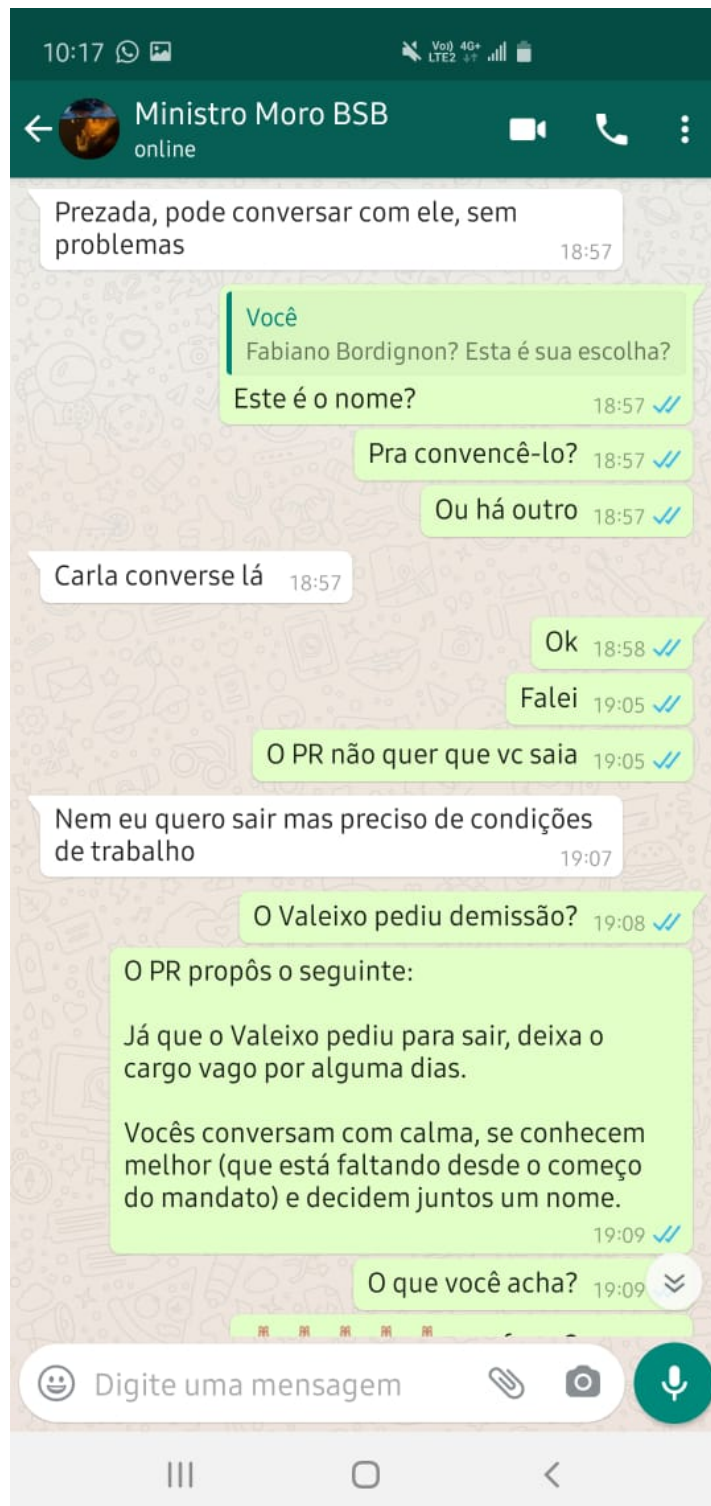 10:17
Voi) 4G+
LTE2
Ministro Moro BSB
online
Prezada, pode conversar com ele, sem
problemas
18:57
Você
Fabiano Bordignon? Esta é sua escolha?
Este é o nome?
18:57
Pra convencê-lo? 18:57
Ou há outro 18:57
Carla converse lá 18:57
Ok 18:58
Falei 19:05
O PR não quer que vc saia 19:05
Nem eu quero sair mas preciso de condições
de trabalho
19:07
O Valeixo pediu demissão? 19:08
O PR propôs o seguinte:
Já que o Valeixo pediu para sair, deixa o
cargo vago por alguma dias.
Vocês conversam com calma, se conhecem
melhor (que está faltando desde o começo
do mandato) e decidem juntos um nome.
19:09
O que você acha? 19:09
Digite uma mensagem